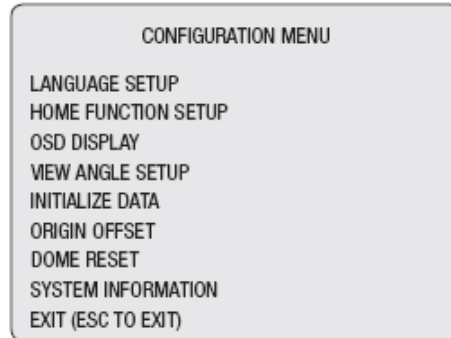 CONFIGURATION MENU
LANGUAGE SETUP
HOME FUNCTION SETUP
OSD DISPLAY
VIEW ANGLE SETUP
INITIALIZE DATA
ORIGIN OFFSET
DOME RESET
SYSTEM INFORMATION
EXIT (ESC TO EXIT)